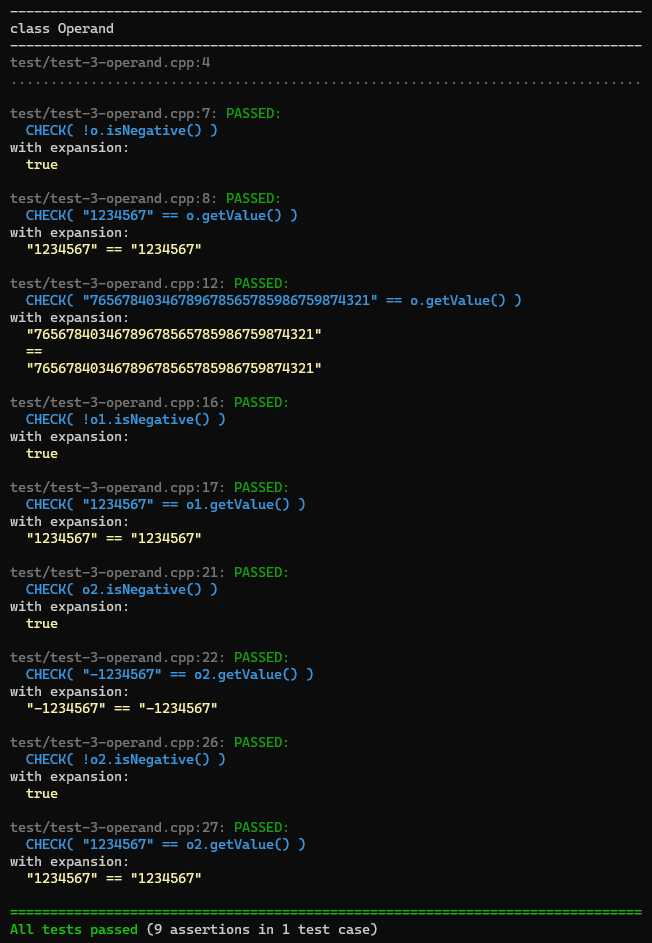 -------------------------------------------------------------------------------
class Operand
-------------------------------------------------------------------------------
test/test-3-operand.cpp:4
...............................................................................
test/test-3-operand.cpp:7: PASSED:
CHECK( !o.isNegative() )
with expansion:
true
test/test-3-operand.cpp:8: PASSED:
CHECK( "1234567" == o.getValue() )
with expansion:
"1234567" == "1234567"
test/test-3-operand.cpp:12: PASSED:
CHECK( "765678403467896785657859867598743​21" == o.getValue() )
with expansion:
"76567840346789678565785986759874321"
==
"76567840346789678565785986759874321"
test/test-3-operand.cpp:16: PASSED:
CHECK( !o1.isNegative() )
with expansion:
true
test/test-3-operand.cpp:17: PASSED:
CHECK( "1234567" == o1.getValue() )
with expansion:
"1234567" == "1234567"
test/test-3-operand.cpp:21: PASSED:
CHECK( o2.isNegative() )
with expansion:
true
test/test-3-operand.cpp:22: PASSED:
CHECK( "-1234567" == o2.getValue() )
with expansion:
"-1234567" == "-1234567"
test/test-3-operand.cpp:26: PASSED:
CHECK( !o2.isNegative() )
with expansion:
true
test/test-3-operand.cpp:27: PASSED:
CHECK( "1234567" == o2.getValue() )
with expansion:
"1234567" == "1234567"
===============================================================================
All tests passed (9 assertions in 1 test case)